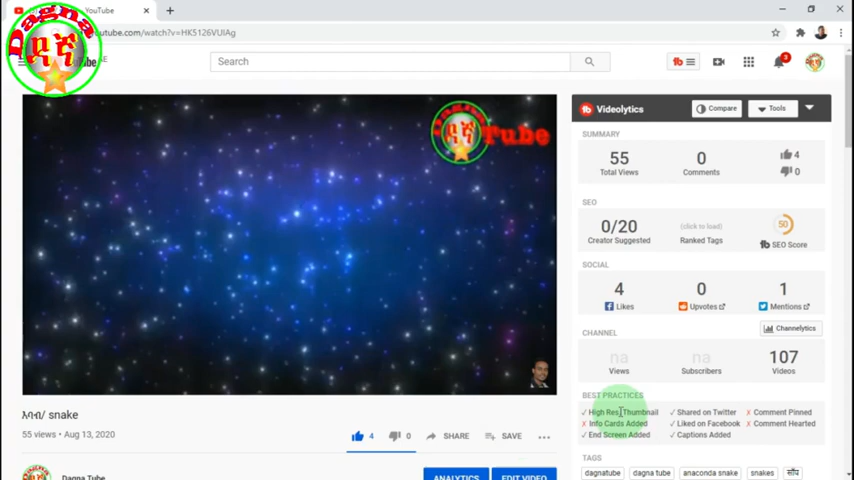 Dagna
ዳኛ
YouTube
youtube.com/watch?v=HK5126VUIAg
Search
3
ዳኛ Tube
Videolytics
Compare
Tools
SUMMARY
55
Total Views
0
Comments
4
0
SEO
0/20
Creator Suggested
(click to load)
Ranked Tags
50
SEO Score
SOCIAL
4
Likes
0
Upvotes
1
Mentions
CHANNEL
Channelytics
na
Views
na
Subscribers
107
Videos
BEST PRACTICES
✓ High Res Thumbnail ✓ Shared on Twitter ✗ Comment Pinned
✗ Info Cards Added ✓ Liked on Facebook ✗ Comment Hearted
✓ End Screen Added ✓ Captions Added
TAGS
dagnatube dagna tube anaconda snake snakes साँप
እባብ/ snake
55 views • Aug 13, 2020
4 0 SHARE SAVE
Dagna Tube
ANALYTICS EDIT VIDEO